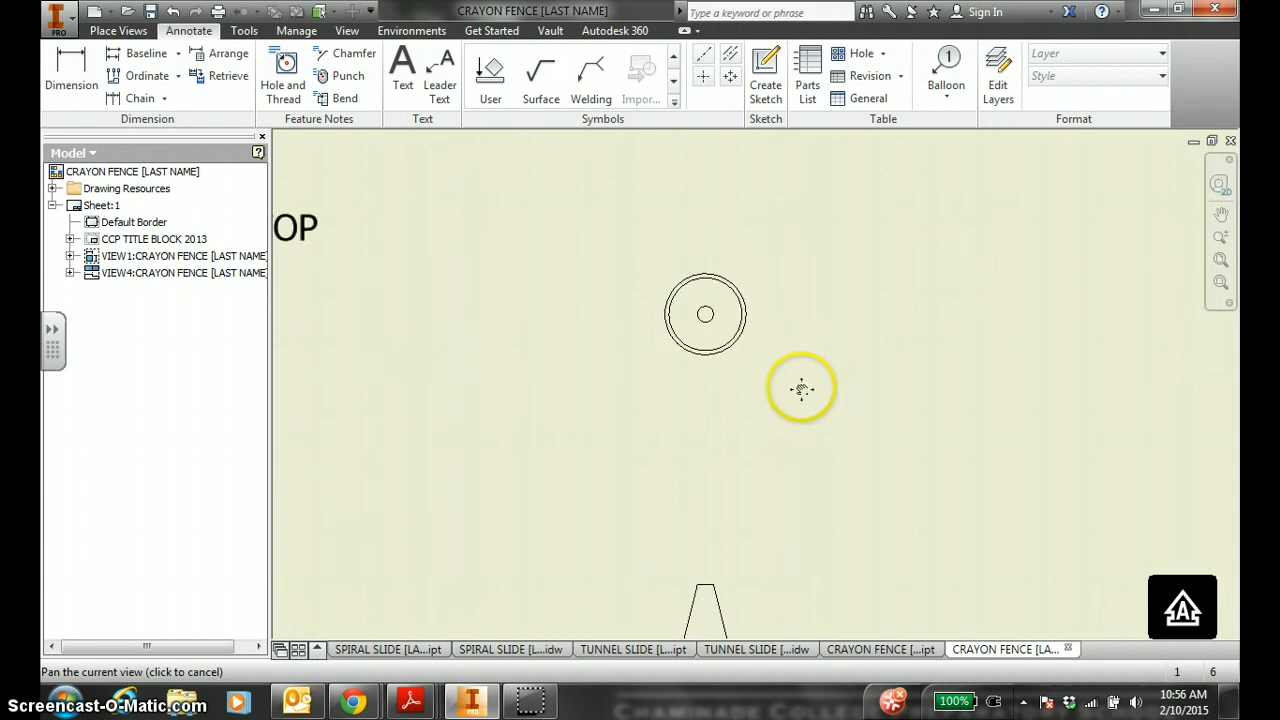 CRAYON FENCE [LAST NAME]
Type a keyword or phrase
Sign In
PRO
Place Views
Annotate
Tools
Manage
View
Environments
Get Started
Vault
Autodesk 360
Dimension
Baseline
Ordinate
Chain
Arrange
Retrieve
Dimension
Hole and
Thread
Chamfer
Punch
Bend
Feature Notes
Text
Leader
Text
Text
User
Surface
Welding
Impor...
Symbols
Create
Sketch
Sketch
Parts
List
Hole
Revision
General
Table
Balloon
Edit
Layers
Layer
Style
Format
Model
CRAYON FENCE [LAST NAME]
Drawing Resources
Sheet:1
Default Border
CCP TITLE BLOCK 2013
VIEW1:CRAYON FENCE [LAST NAME
VIEW4:CRAYON FENCE [LAST NAME
OP
2D
A
SPIRAL SLIDE [LA...ipt
SPIRAL SLIDE [L...idw
TUNNEL SLIDE [L...ipt
TUNNEL SLIDE [L...idw
CRAYON FENCE [...ipt
CRAYON FENCE [LA...
Pan the current view (click to cancel)
1
6
PRO
100%
10:56 AM
2/10/2015
Screencast-O-Matic.com